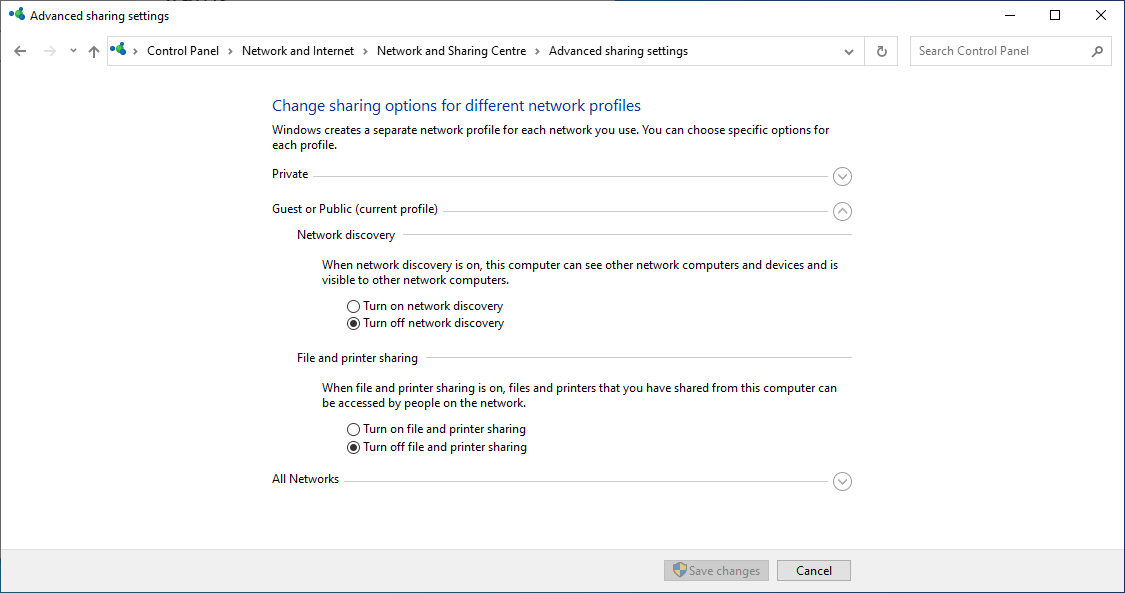 Advanced sharing settings
Control Panel > Network and Internet > Network and Sharing Centre > Advanced sharing settings
Search Control Panel
Change sharing options for different network profiles
Windows creates a separate network profile for each network you use. You can choose specific options for
each profile.
Private
Guest or Public (current profile)
Network discovery
When network discovery is on, this computer can see other network computers and devices and is
visible to other network computers.
Turn on network discovery
Turn off network discovery
File and printer sharing
When file and printer sharing is on, files and printers that you have shared from this computer can
be accessed by people on the network.
Turn on file and printer sharing
Turn off file and printer sharing
All Networks
Save changes
Cancel